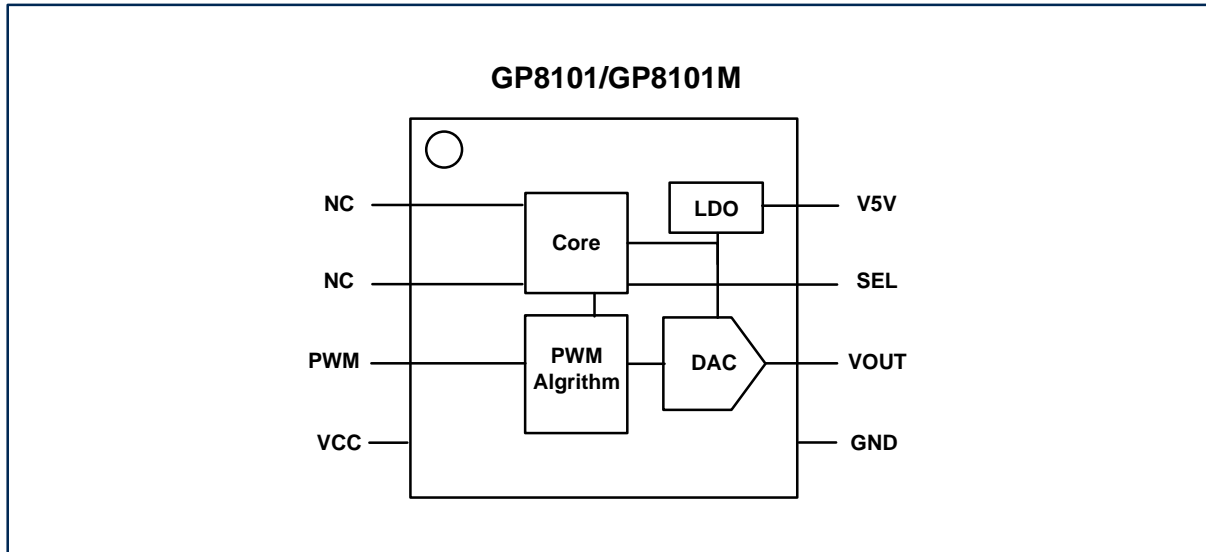 GP8101/GP8101M
NC
LDO
V5V
Core
NC
SEL
PWM
PWM
Algrithm
DAC
VOUT
VCC
GND